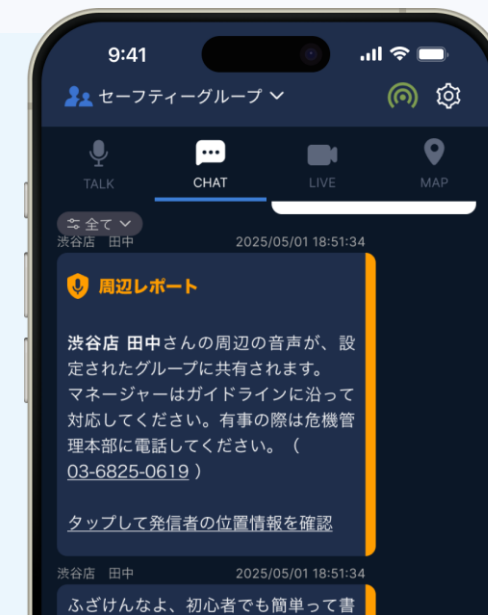 9:41
セーフティーグループ
TALK
CHAT
LIVE
MAP
全て
渋谷店 田中 2025/05/01 18:51:34
周辺レポート
渋谷店 田中さんの周辺の音声が、設
定されたグループに共有されます。
マネージャーはガイドラインに沿って
対応してください。有事の際は危機管
理本部に電話してください。（
03-6825-0619 ）
タップして発信者の位置情報を確認
渋谷店 田中 2025/05/01 18:51:34
ふざけんなよ、初心者でも簡単って書